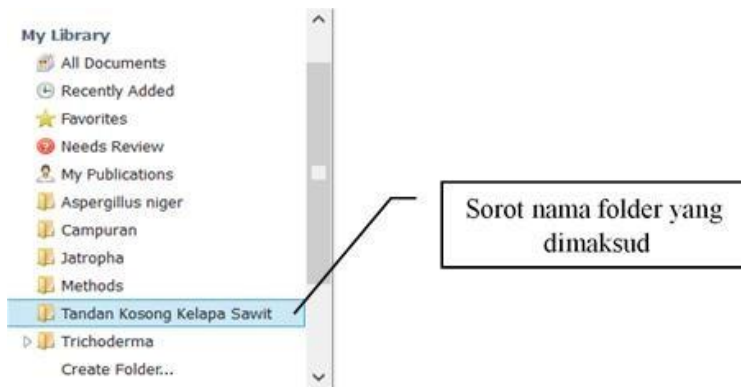 My Library
All Documents
Recently Added
Favorites
Needs Review
My Publications
Aspergillus niger
Campuran
Jatropha
Methods
Tandan Kosong Kelapa Sawit
Trichoderma
Create Folder...
Sorot nama folder yang
dimaksud